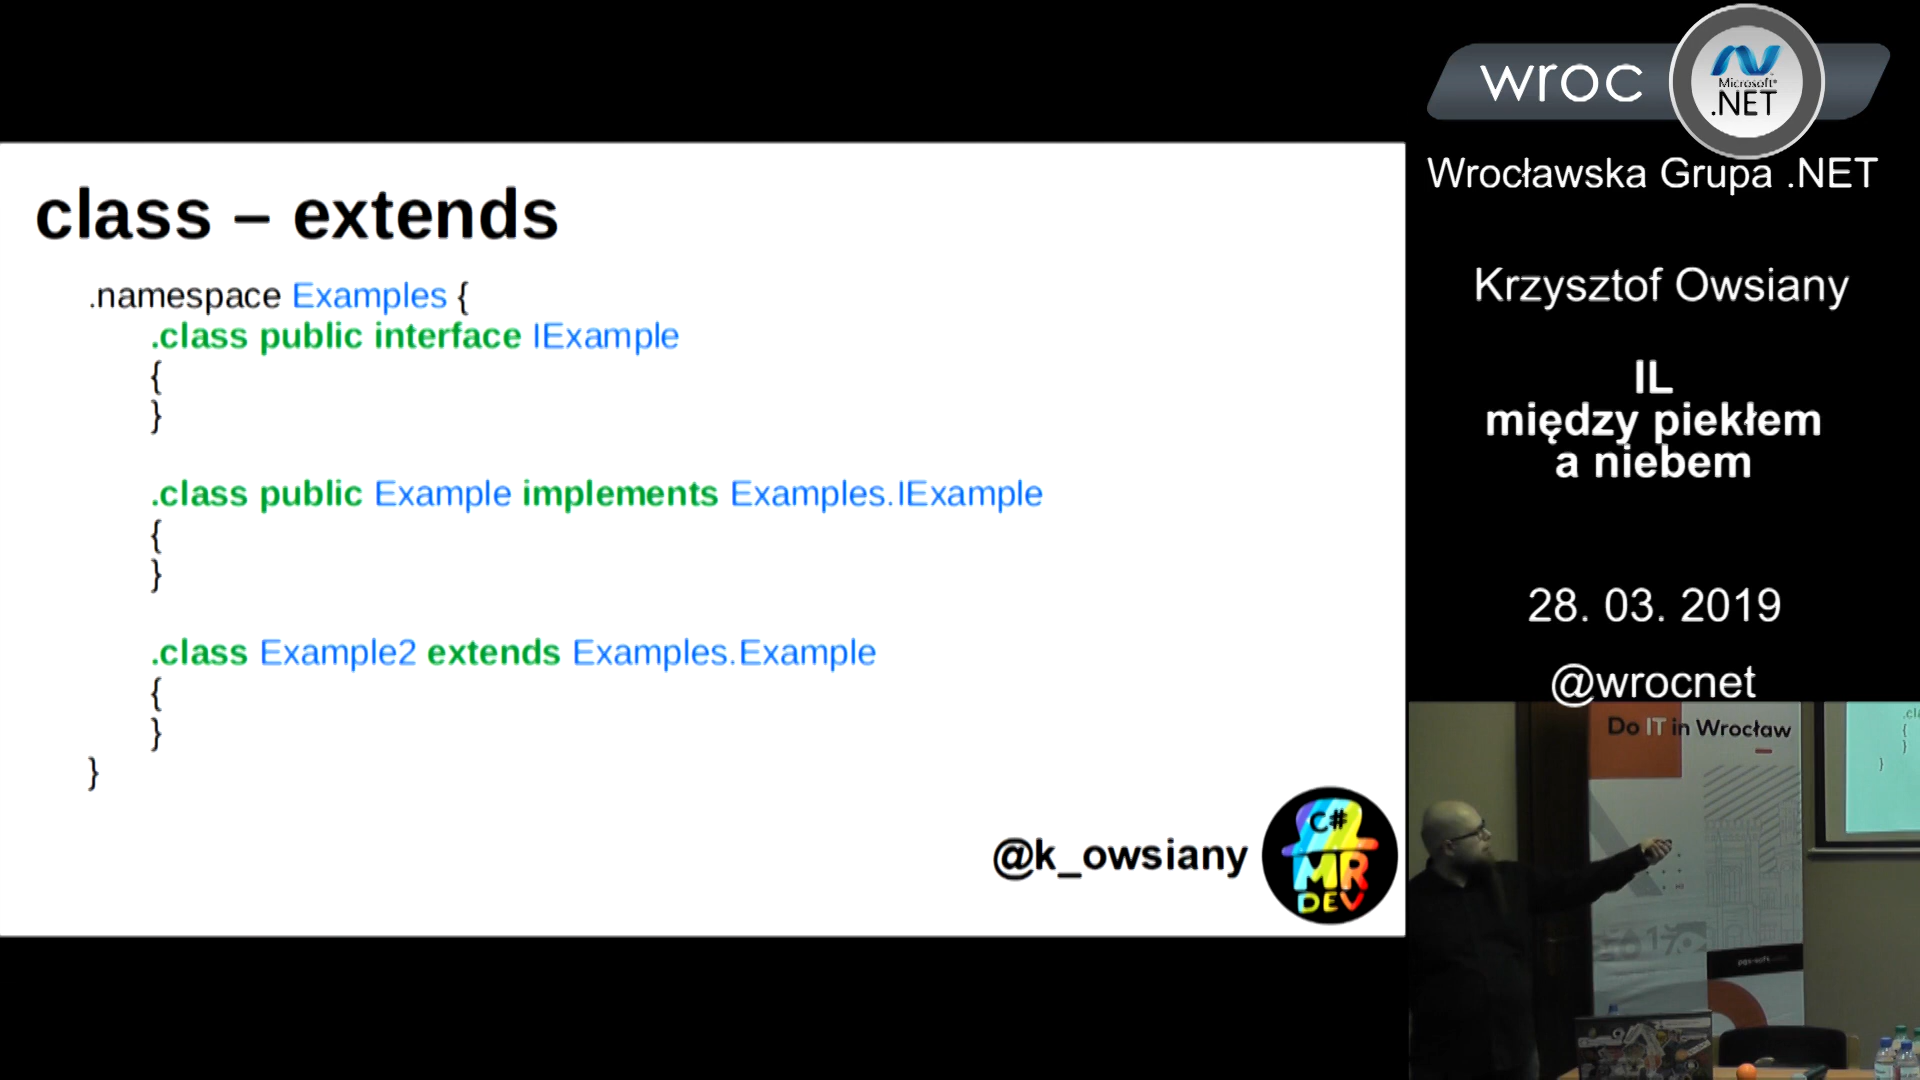 wroc
Microsoft
.NET
Wrocławska Grupa .NET
Krzysztof Owsiany
IL
między piekłem
a niebem
28. 03. 2019
@wrocnet
class – extends
.namespace Examples {
.class public interface IExample
{
}
.class public Example implements Examples.IExample
{
}
.class Example2 extends Examples.Example
{
}
}
@k_owsiany
C#
MR
DEV
Do IT in Wrocław
{
}
}